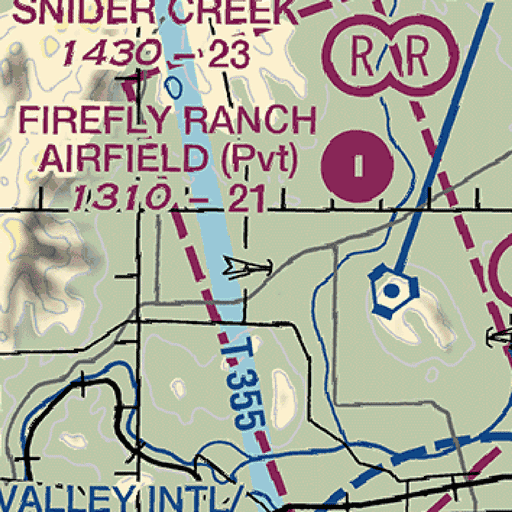 SNIDER CREEK
1430 - 23
R R
FIREFLY RANCH
AIRFIELD (Pvt)
1310 - 21
T 355
VALLEY INTL/